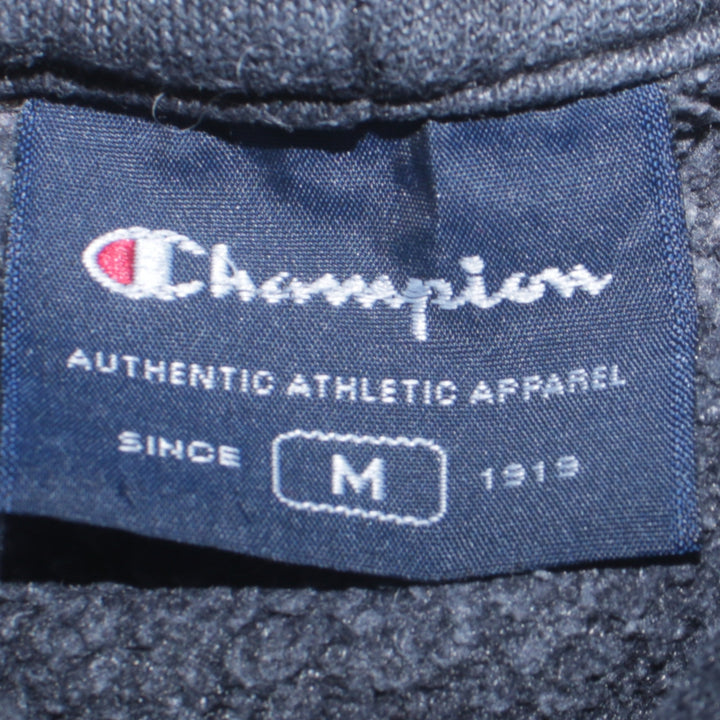 Champion
AUTHENTIC ATHLETIC APPAREL
SINCE M 1919